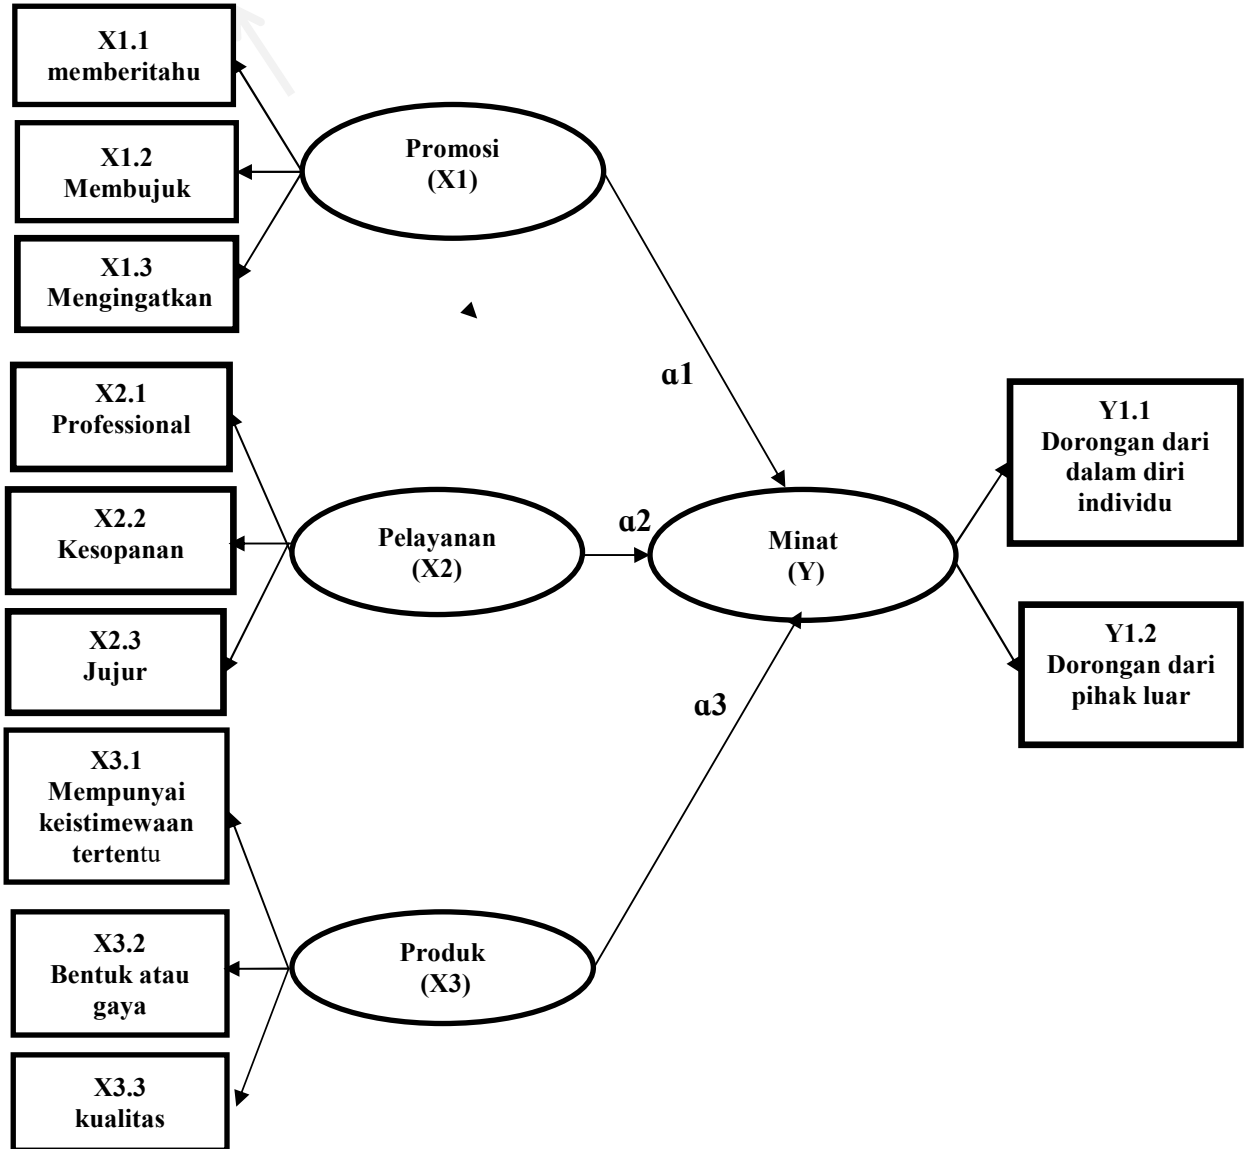 X1.1
memberitahu
X1.2
Membujuk
X1.3
Mengingatkan
Promosi
(X1)
α1
X2.1
Professional
X2.2
Kesopanan
X2.3
Jujur
Pelayanan
(X2)
α2
Minat
(Y)
Y1.1
Dorongan dari
dalam diri
individu
Y1.2
Dorongan dari
pihak luar
α3
X3.1
Mempunyai
keistimewaan
tertentu
X3.2
Bentuk atau
gaya
X3.3
kualitas
Produk
(X3)